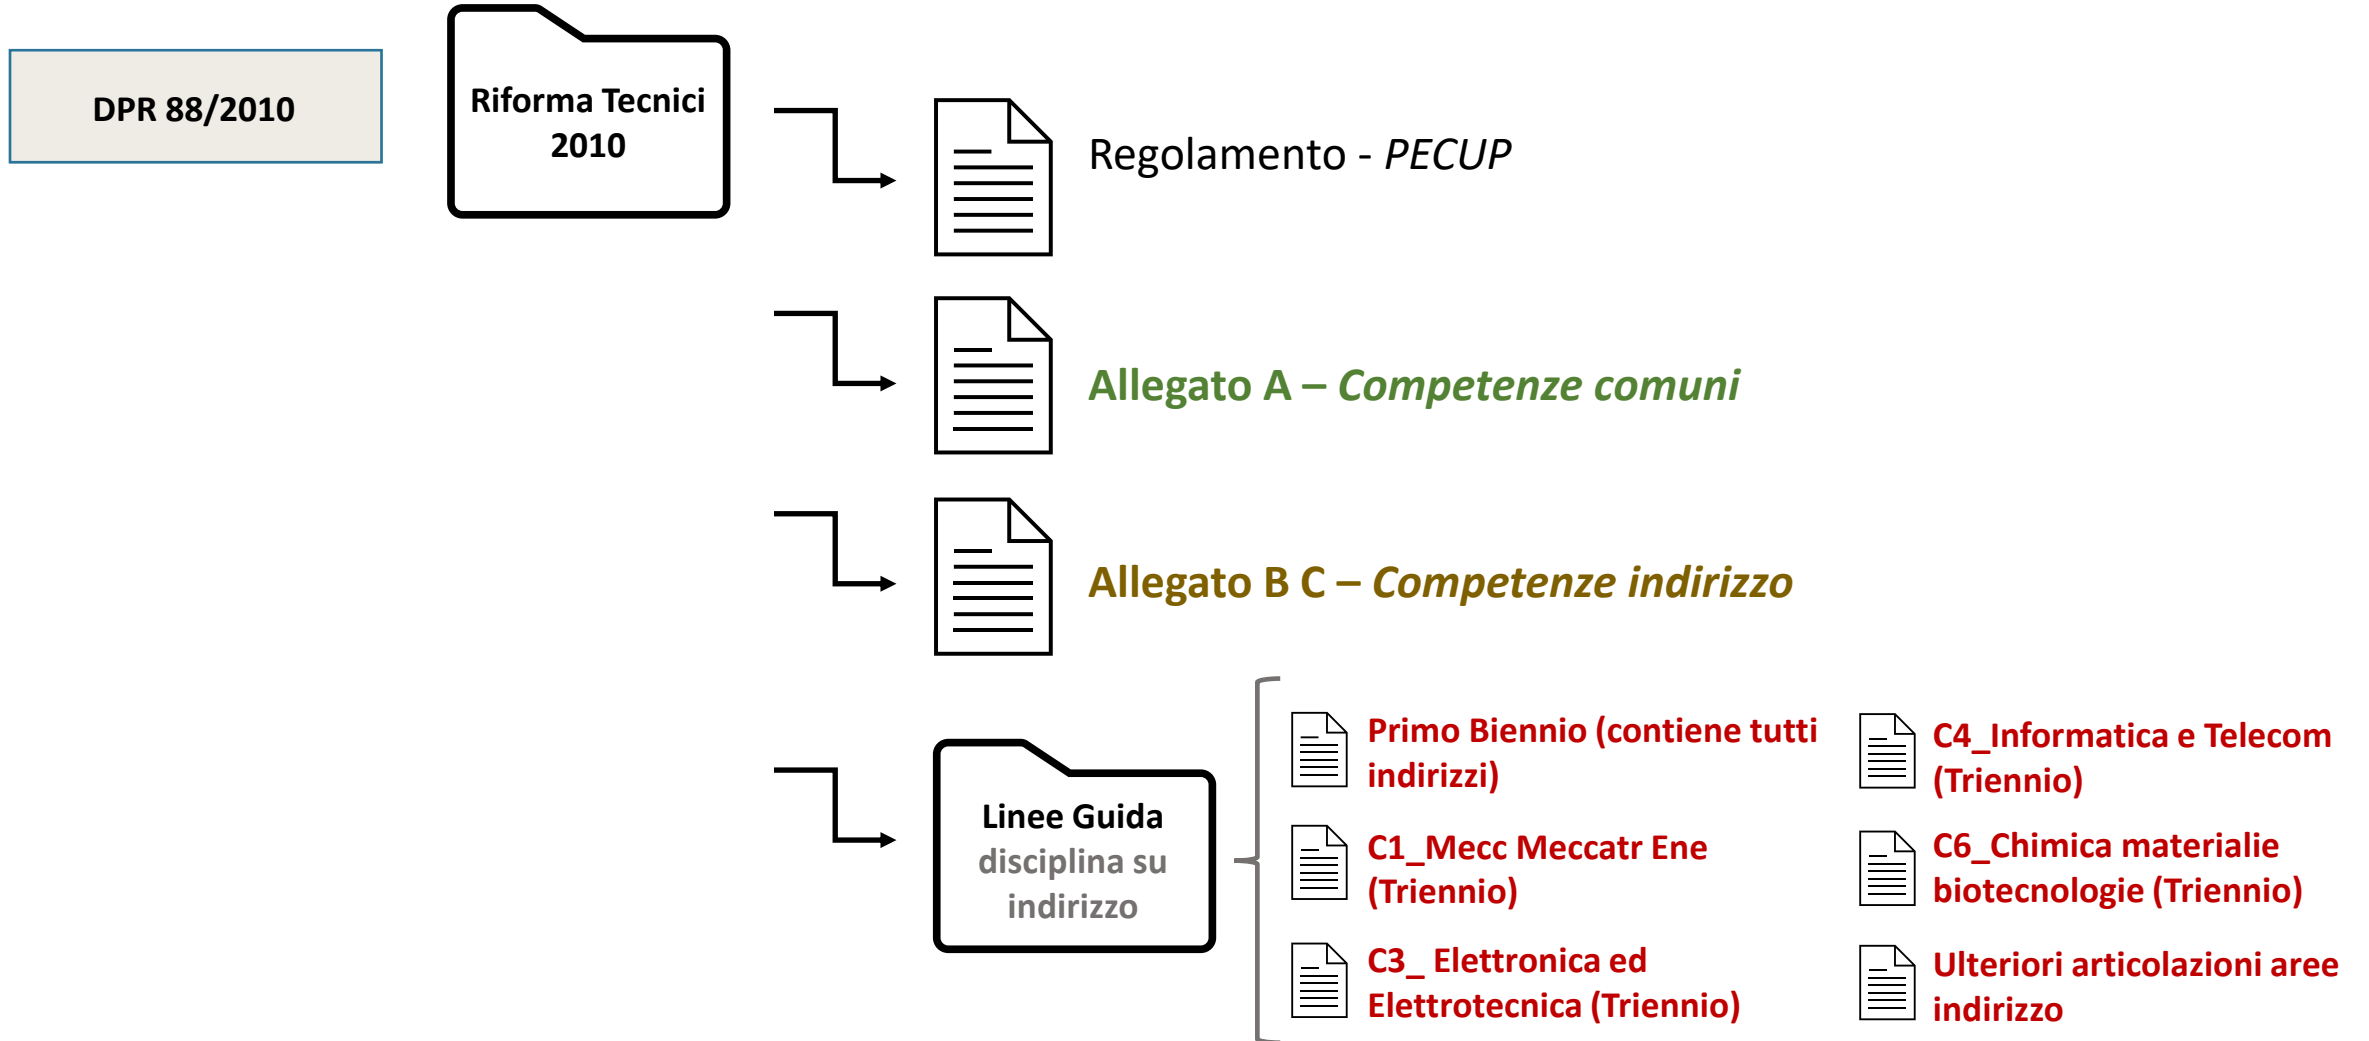 DPR 88/2010
Riforma Tecnici
2010
Regolamento - PECUP
Allegato A – Competenze comuni
Allegato B C – Competenze indirizzo
Linee Guida
disciplina su
indirizzo
Primo Biennio (contiene tutti
indirizzi)
C1_Mecc Meccatr Ene
(Triennio)
C3_ Elettronica ed
Elettrotecnica (Triennio)
C4_Informatica e Telecom
(Triennio)
C6_Chimica materialie
biotecnologie (Triennio)
Ulteriori articolazioni aree
indirizzo